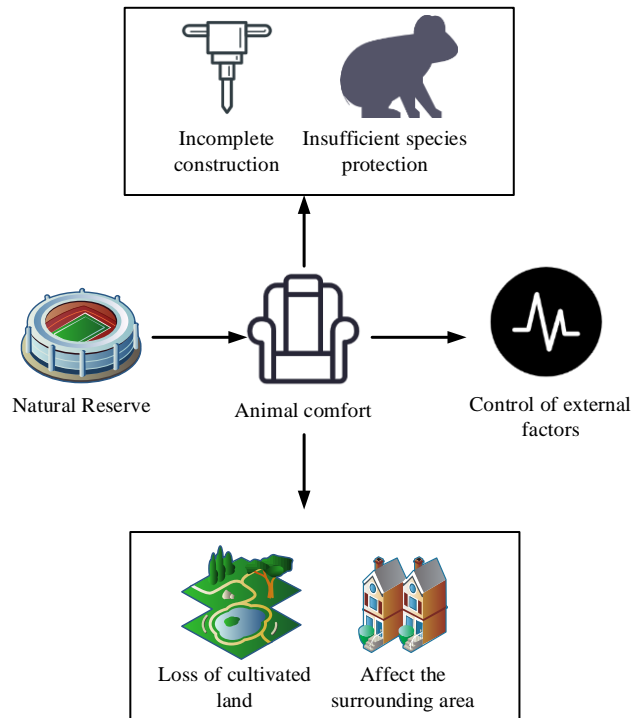 Incomplete
construction
Insufficient species
protection
Natural Reserve
Animal comfort
Control of external
factors
Loss of cultivated
land
Affect the
surrounding area